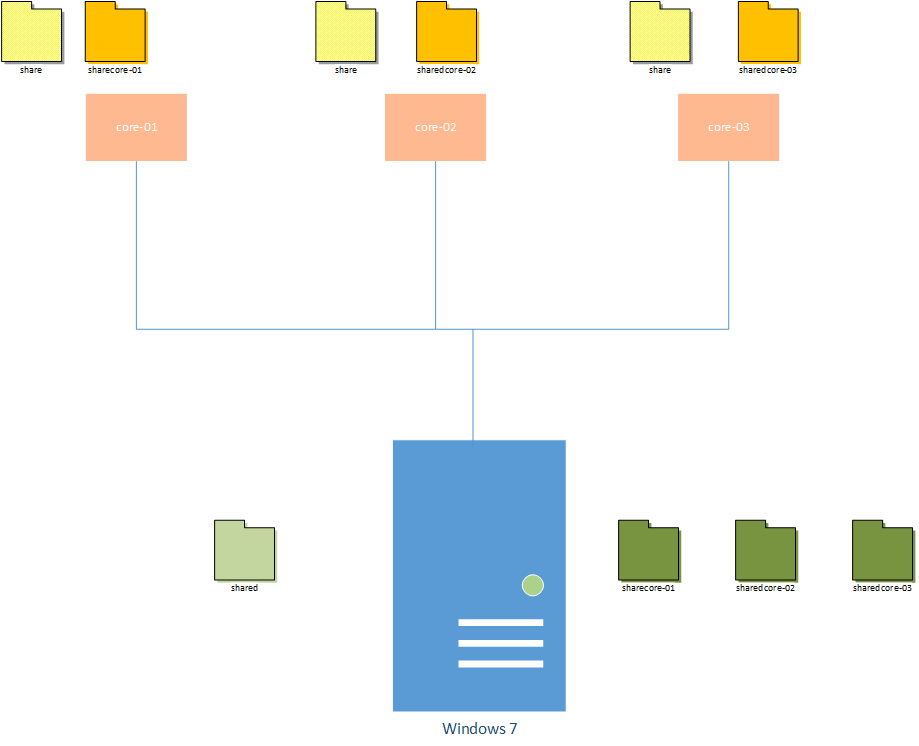 share
sharecore-01
share
sharedcore-02
share
sharedcore-03
core-01
core-02
core-03
shared
sharecore-01
sharedcore-02
sharedcore-03
Windows 7